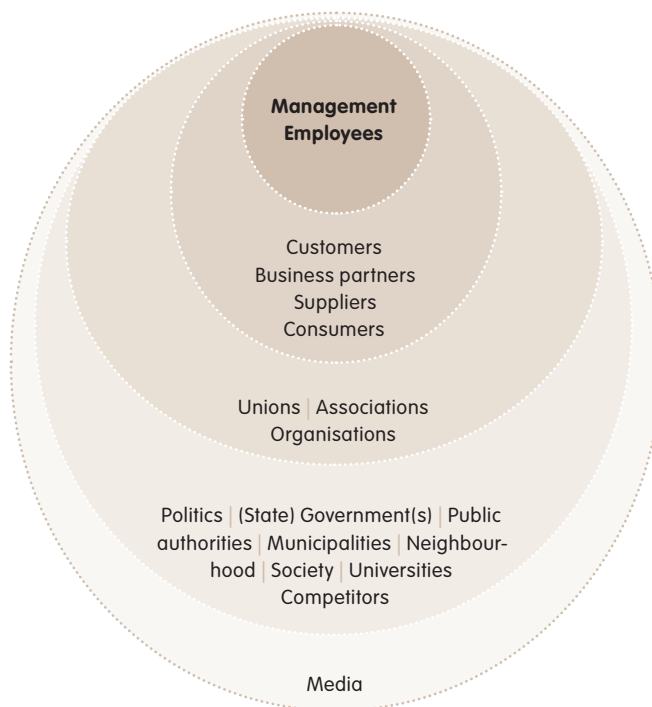 Management
Employees
Customers
Business partners
Suppliers
Consumers
Unions | Associations
Organisations
Politics | (State) Government(s) | Public
authorities | Municipalities | Neighbour-
hood | Society | Universities
Competitors
Media